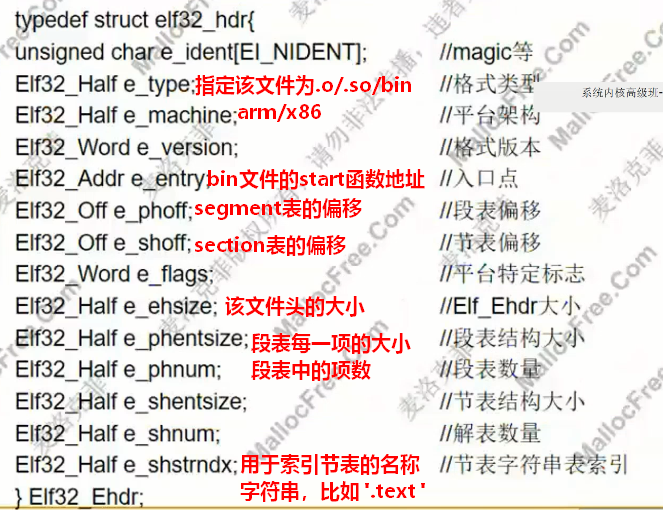 typedef struct elf32_hdr{
unsigned char e_ident[EI_NIDENT]; //magic等
Elf32_Half e_type; 指定该文件为.o/.so/bin //格式类型
系统内核高级班-
Elf32_Half e_machine; arm/x86 //平台架构
Elf32_Word e_version; //格式版本
Elf32_Addr e_entry; bin文件的start函数地址 //入口点
Elf32_Off e_phoff; segment表的偏移 //段表偏移
Elf32_Off e_shoff; section表的偏移 //节表偏移
Elf32_Word e_flags; //平台特定标志
Elf32_Half e_ehsize; 该文件头的大小 //Elf_Ehdr大小
Elf32_Half e_phentsize; 段表每一项的大小 //段表结构大小
Elf32_Half e_phnum; 段表中的项数 //段表数量
Elf32_Half e_shentsize; //节表结构大小
Elf32_Half e_shnum; //解表数量
Elf32_Half e_shstrndx; 用于索引节表的名称 //节表字符串表索引
字符串，比如 '.text '
} Elf32_Ehdr;
麦洛克菲
MallocFree.Com